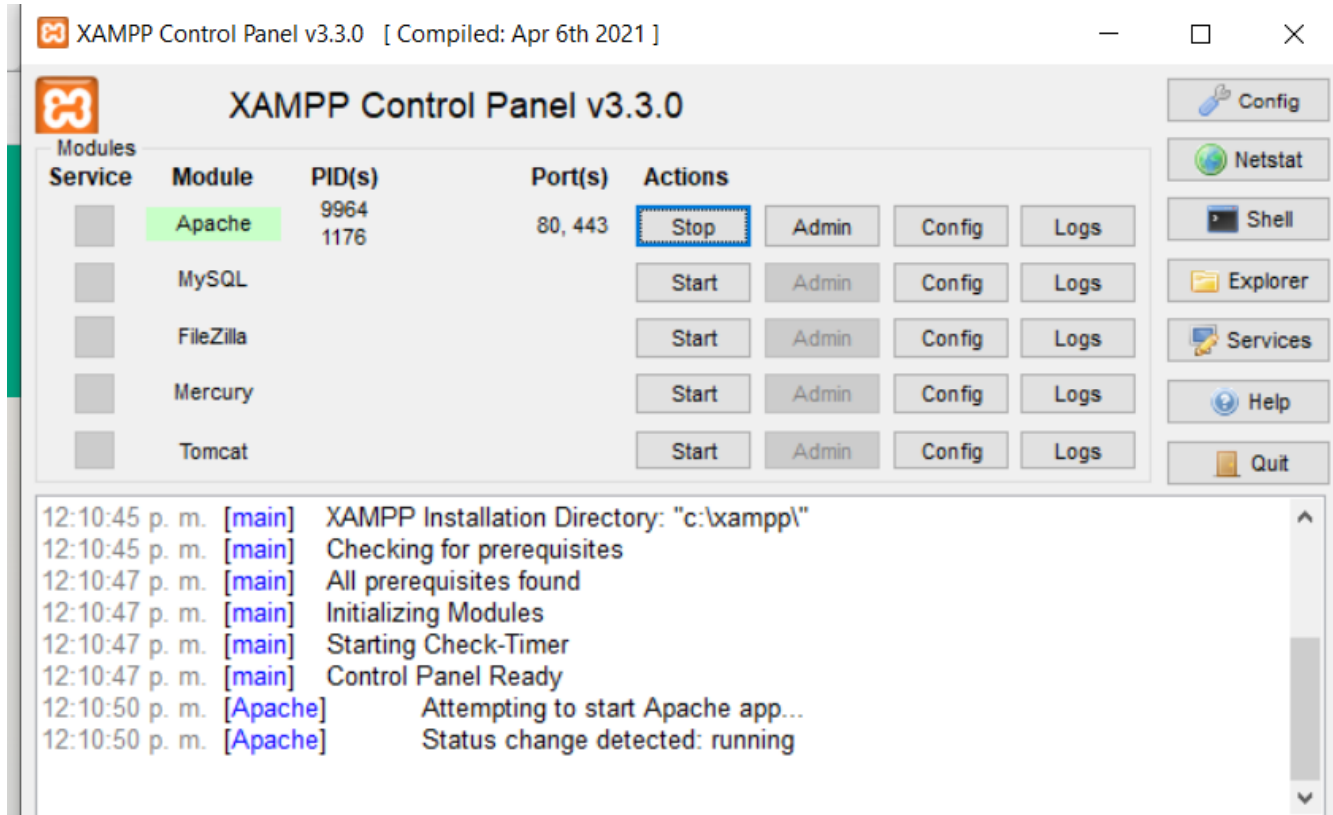 XAMPP Control Panel v3.3.0 [ Compiled: Apr 6th 2021 ]
XAMPP Control Panel v3.3.0
Config
Modules
Service Module PID(s) Port(s) Actions
Netstat
Apache 9964 1176 80, 443 Stop Admin Config Logs
Shell
MySQL Start Admin Config Logs
Explorer
FileZilla Start Admin Config Logs
Services
Mercury Start Admin Config Logs
Help
Tomcat Start Admin Config Logs
Quit
12:10:45 p. m. [main] XAMPP Installation Directory: "c:\xampp\"
12:10:45 p. m. [main] Checking for prerequisites
12:10:47 p. m. [main] All prerequisites found
12:10:47 p. m. [main] Initializing Modules
12:10:47 p. m. [main] Starting Check-Timer
12:10:47 p. m. [main] Control Panel Ready
12:10:50 p. m. [Apache] Attempting to start Apache app...
12:10:50 p. m. [Apache] Status change detected: running